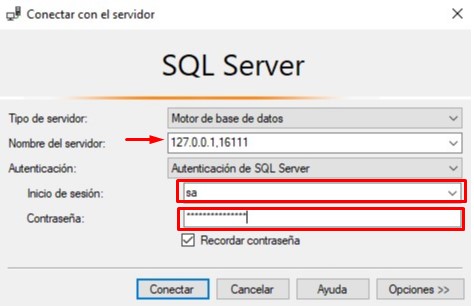 Conectar con el servidor
SQL Server
Tipo de servidor: Motor de base de datos
Nombre del servidor: 127.0.0.1,16111
Autenticación: Autenticación de SQL Server
Inicio de sesión: sa
Contraseña: ***************
Recordar contraseña
Conectar Cancelar Ayuda Opciones >>